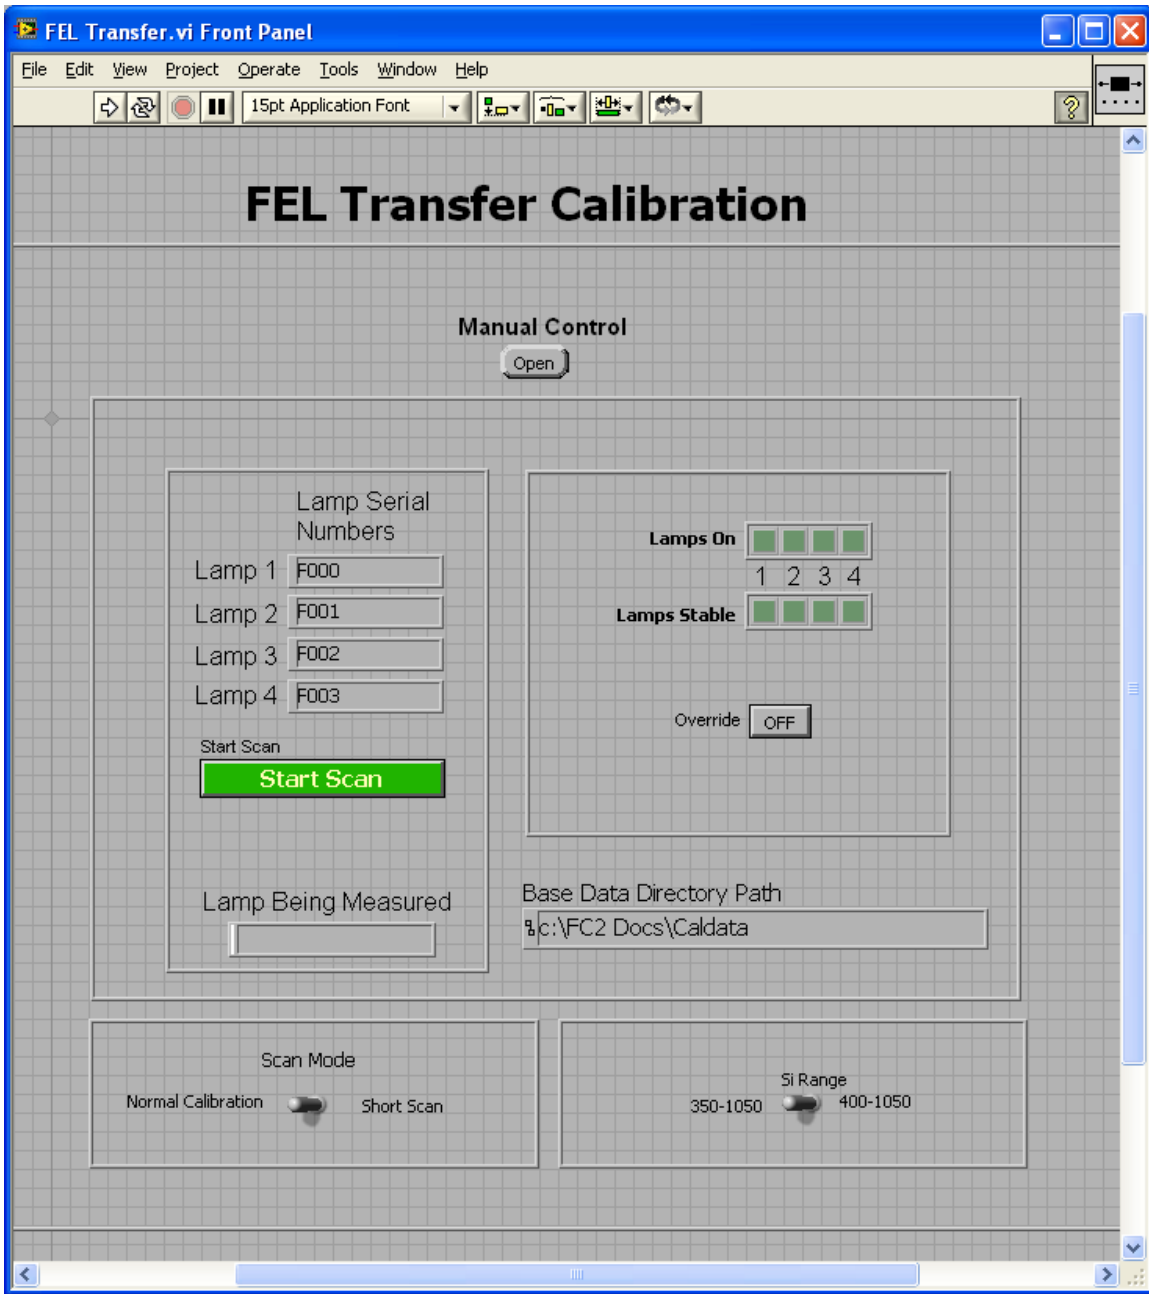 FEL Transfer.vi Front Panel
File Edit View Project Operate Tools Window Help
15pt Application Font
FEL Transfer Calibration
Manual Control
Open
Lamp Serial
Numbers
Lamp 1 F000
Lamp 2 F001
Lamp 3 F002
Lamp 4 F003
Start Scan
Start Scan
Lamp Being Measured
Lamps On
1 2 3 4
Lamps Stable
Override OFF
Base Data Directory Path
c:\FC2 Docs\Caldata
Scan Mode
Normal Calibration Short Scan
Si Range
350-1050 400-1050